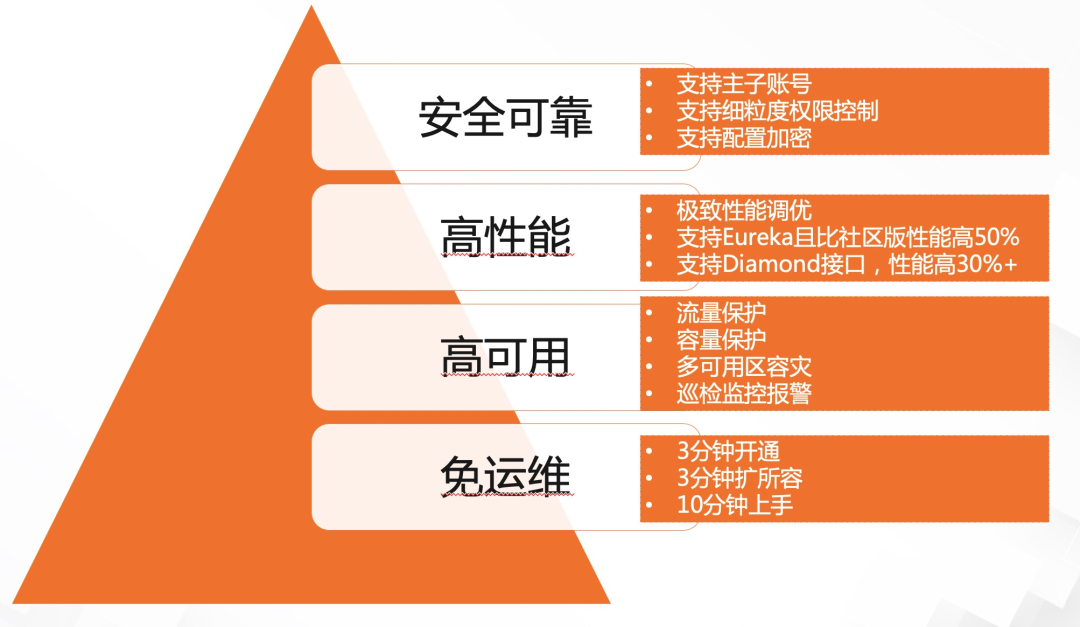 安全可靠
• 支持主子账号
• 支持细粒度权限控制
• 支持配置加密
高性能
• 极致性能调优
• 支持Eureka且比社区版性能高50%
• 支持Diamond接口，性能高30%+
高可用
• 流量保护
• 容量保护
• 多可用区容灾
• 巡检监控报警
免运维
• 3分钟开通
• 3分钟扩所容
• 10分钟上手